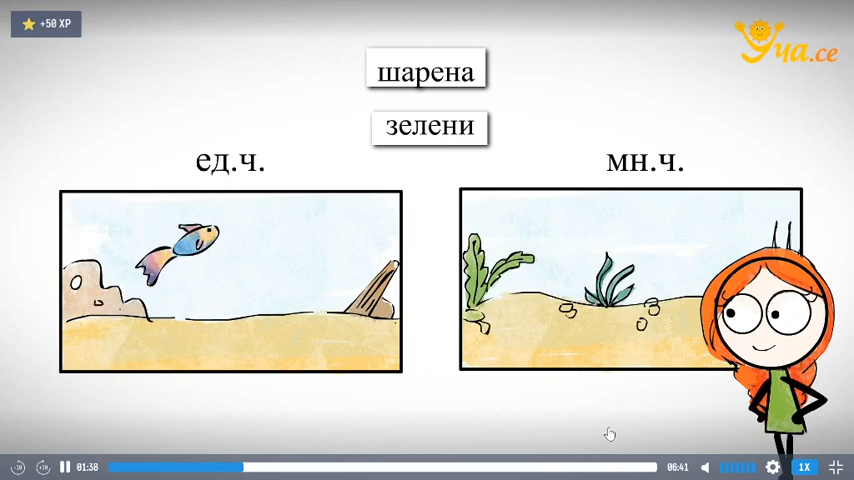 +50 XP
Уча.се
шарена
зелени
ед.ч.
мн.ч.
01:38
06:41
1X